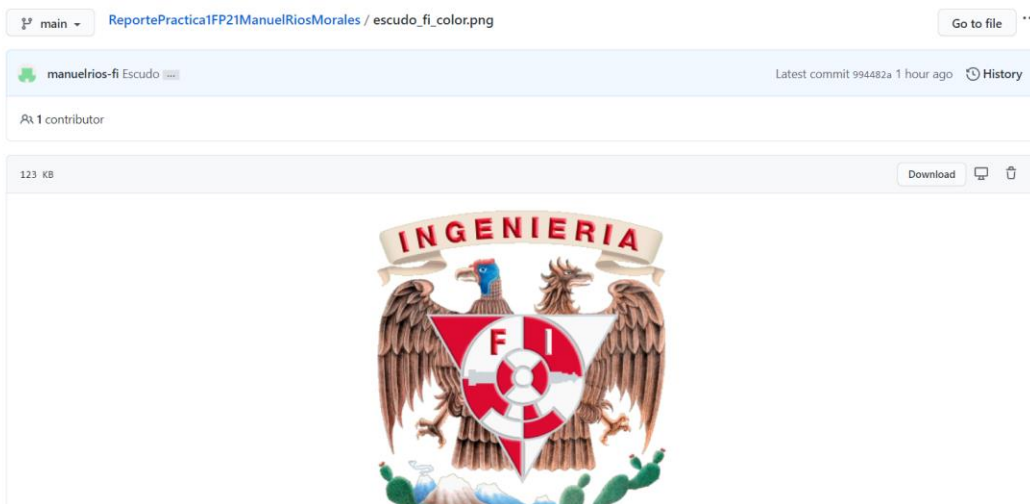 main
ReportePractica1FP21ManuelRiosMorales / escudo_fi_color.png
Go to file
manuelrios-fi Escudo
Latest commit 994482a 1 hour ago
History
1 contributor
123 KB
Download
INGENIERIA
F I